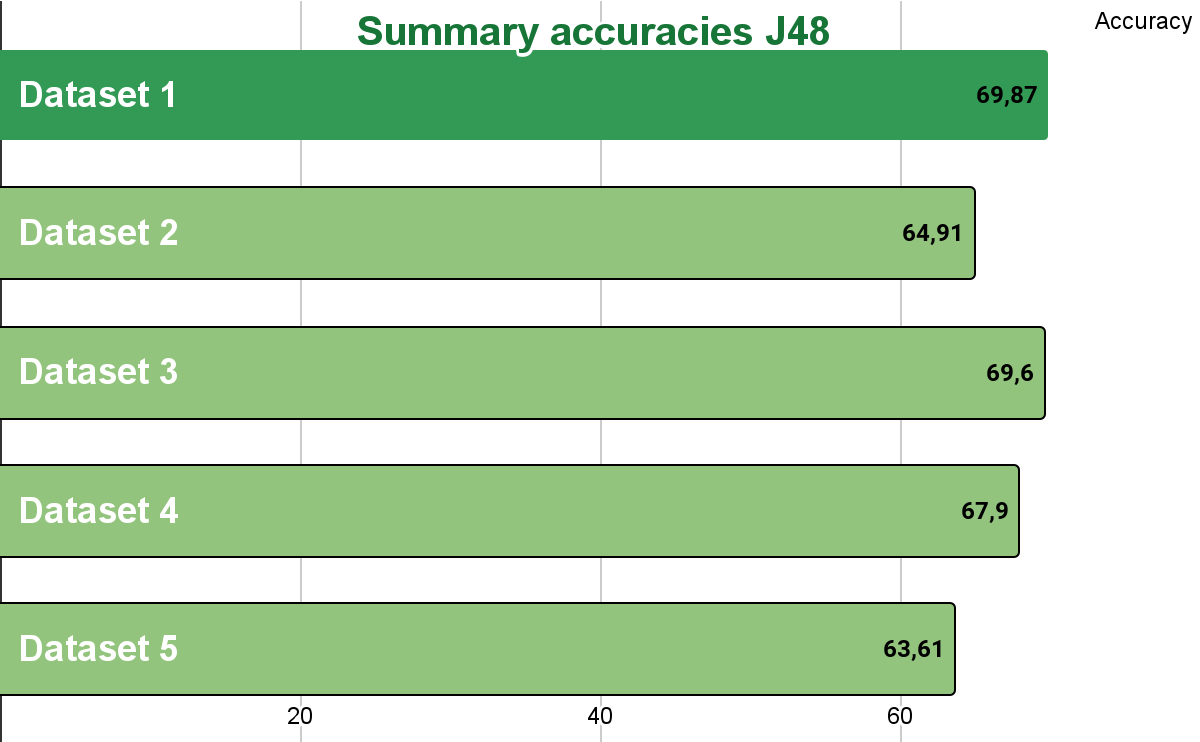 Summary accuracies J48
Accuracy
Dataset 1
69,87
Dataset 2
64,91
Dataset 3
69,6
Dataset 4
67,9
Dataset 5
63,61
20
40
60